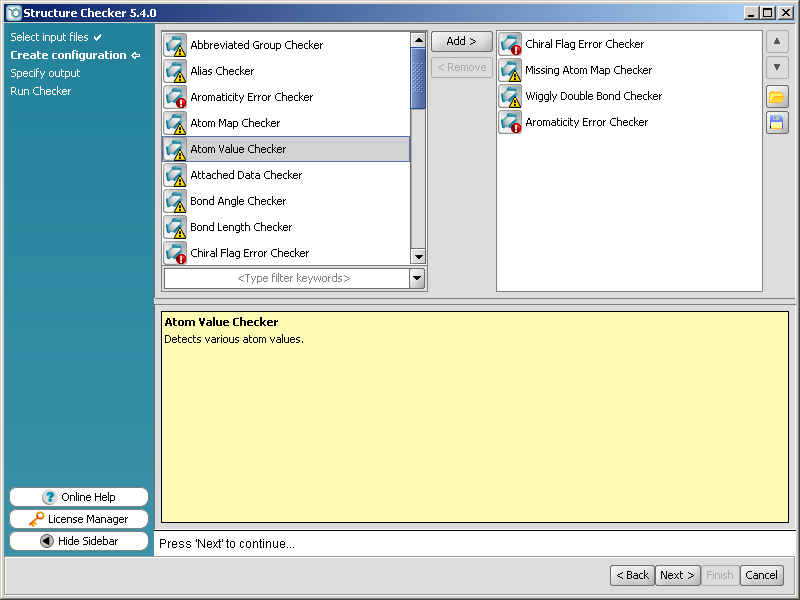 Structure Checker 5.4.0
Select input files
Create configuration
Specify output
Run Checker
Abbreviated Group Checker
Alias Checker
Aromaticity Error Checker
Atom Map Checker
Atom Value Checker
Attached Data Checker
Bond Angle Checker
Bond Length Checker
Chiral Flag Error Checker
<Type filter keywords>
Add >
< Remove
Chiral Flag Error Checker
Missing Atom Map Checker
Wiggly Double Bond Checker
Aromaticity Error Checker
Atom Value Checker
Detects various atom values.
Online Help
License Manager
Hide Sidebar
Press 'Next' to continue...
< Back
Next >
Finish
Cancel